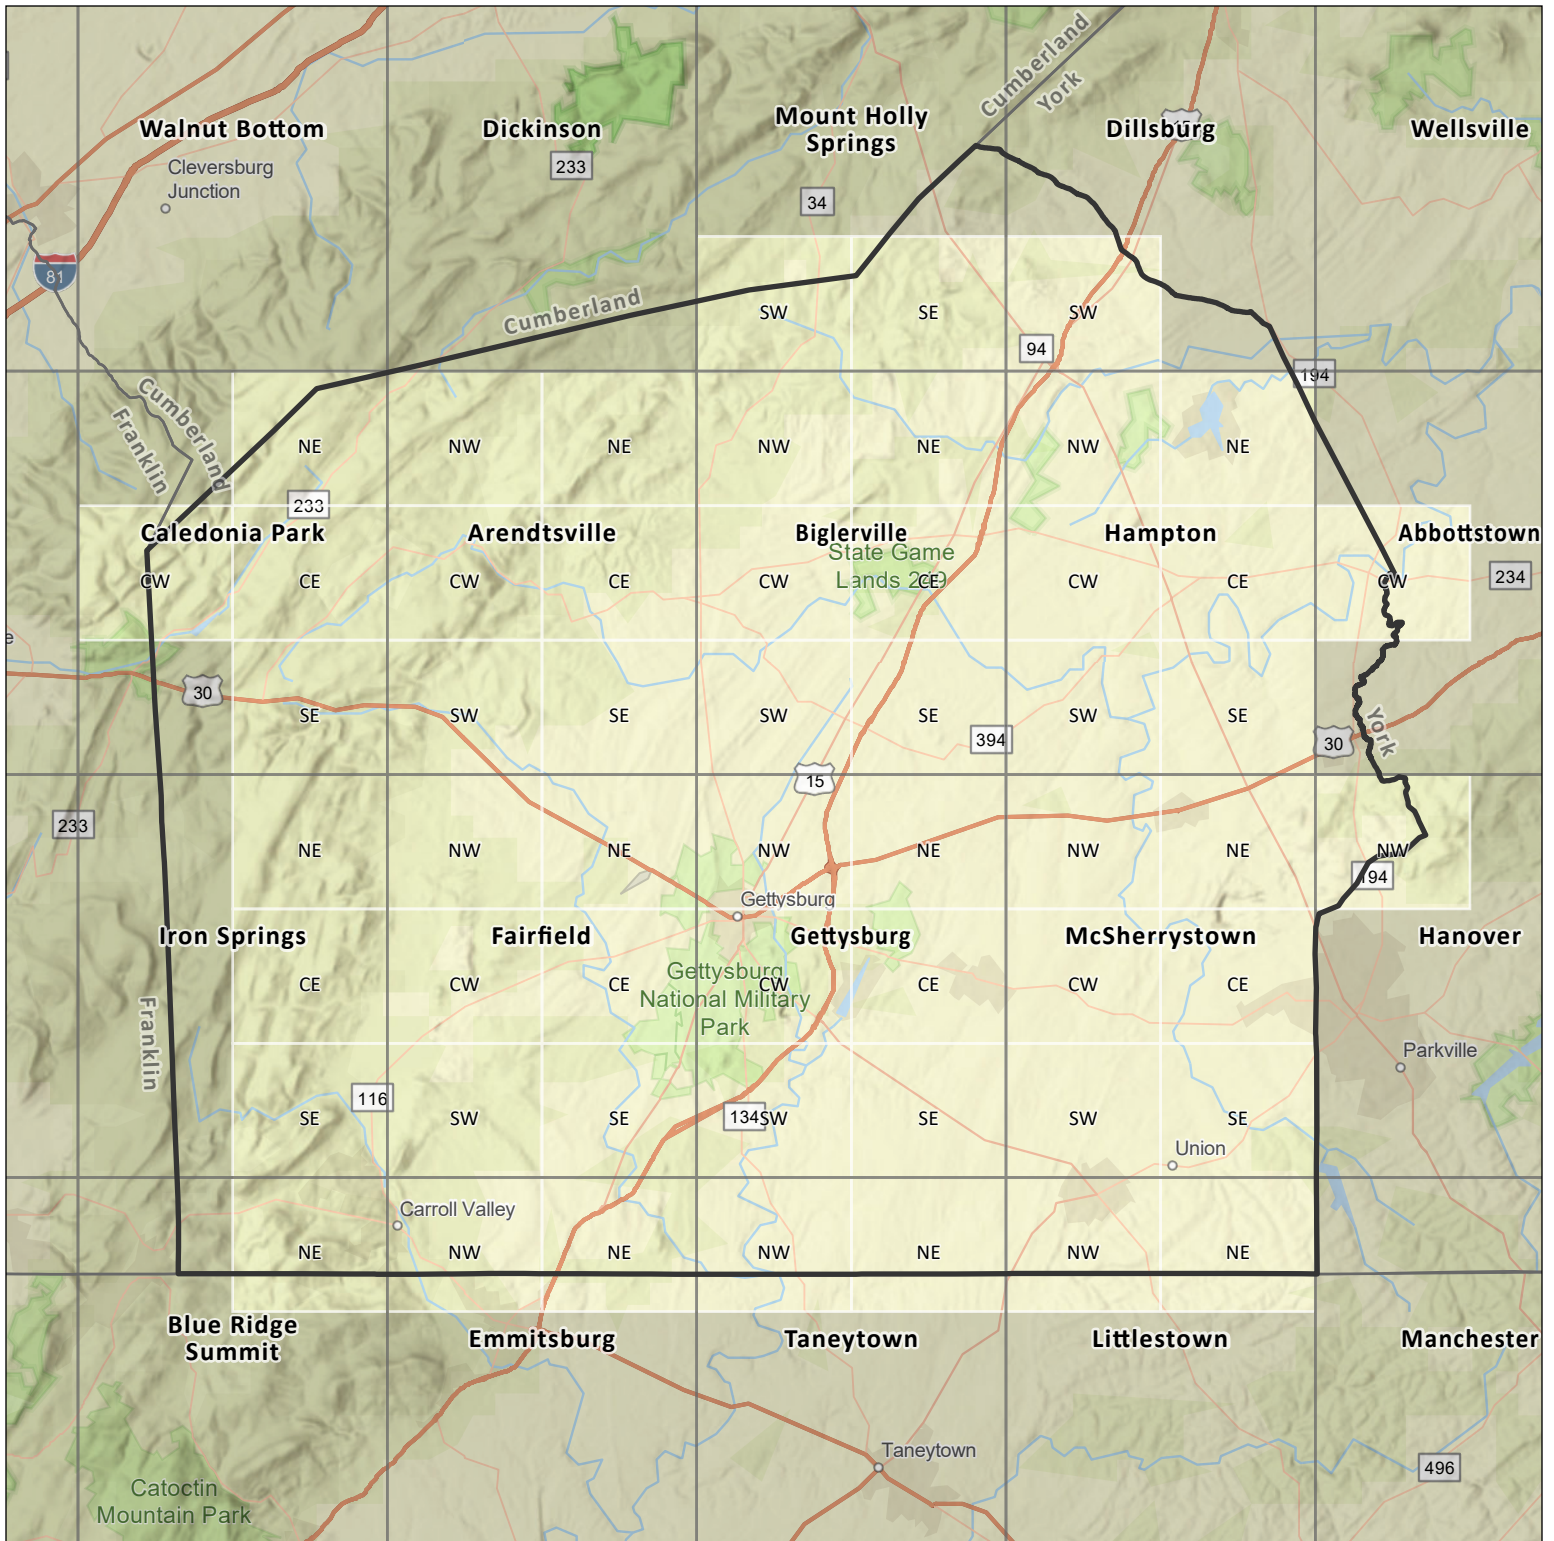 Cumberland
York
Mount Holly
Springs
Walnut Bottom
Dickinson
Dillsburg
Wellsville
Cleversburg
Junction
233
34
81
Cumberland
SW
SE
SW
94
194
Cumberland
Franklin
NE
NW
NE
NW
NE
NW
NE
233
Caledonia Park
Arendtsville
Biglerville
Hampton
Abbottstown
State Game
Lands 249
CW
CE
CW
CE
CW
CE
CW
CE
CW
234
e
30
SE
SW
SE
SW
SE
SW
SE
394
30
York
15
233
NE
NW
NE
NW
NE
NW
NE
NW
194
Gettysburg
Iron Springs
Fairfield
Gettysburg
McSherrystown
Hanover
Gettysburg
National Military
Park
CE
CW
CE
CW
CE
CW
CE
Franklin
Parkville
116
134
SE
SW
SE
SW
SE
SW
SE
Union
Carroll Valley
NE
NW
NE
NW
NE
NW
NE
Blue Ridge
Summit
Emmitsburg
Taneytown
Littlestown
Manchester
Taneytown
496
Catoctin
Mountain Park